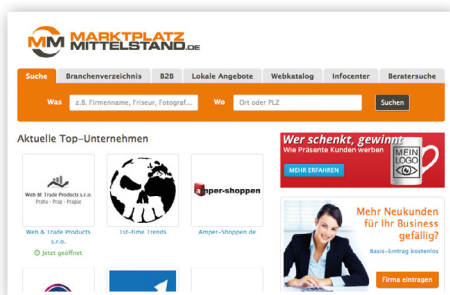 MM MARKTPLATZ
MITTELSTAND.DE
Suche Branchenverzeichnis B2B Lokale Angebote Webkatalog Infocenter Beratersuche
Was z.B. Firmenname, Friseur, Fotograf... Wo Ort oder PLZ Suchen
Aktuelle Top-Unternehmen
Web & Trade Products s.r.o.
Praha - Prag - Prague
Web & Trade Products
s.r.o.
Jetzt geöffnet
1st-time Trends
amper-shoppen
Amper-Shoppen.de
Wer schenkt, gewinnt
Wie Präsente Kunden werben
MEHR ERFAHREN
MEIN
LOGO
Mehr Neukunden
für Ihr Business
gefällig?
Basis-Eintrag kostenlos
Firma eintragen